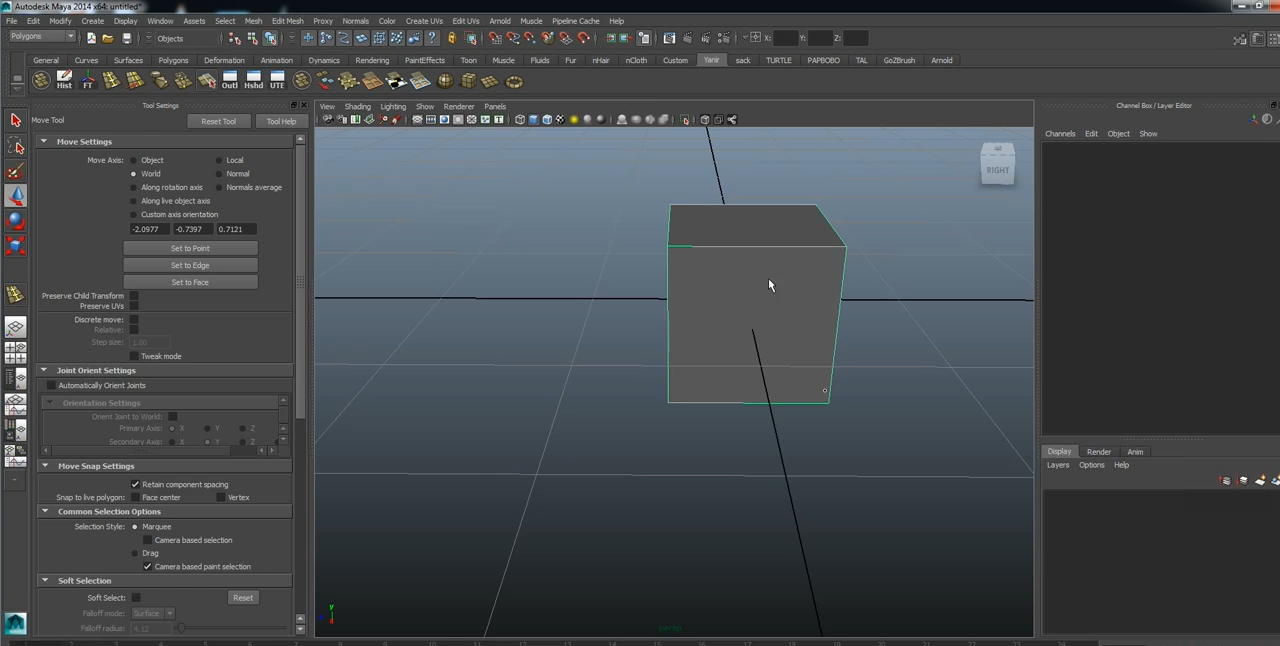 Autodesk Maya 2014 x64: untitled*
File Edit Modify Create Display Window Assets Select Mesh Edit Mesh Proxy Normals Color Create UVs Edit UVs Arnold Muscle Pipeline Cache Help
Polygons Objects X: Y: Z:
General Curves Surfaces Polygons Deformation Animation Dynamics Rendering PaintEffects Toon Muscle Fluids Fur nHair nCloth Custom Yanir sack TURTLE PAPBOBO TAL GoZBrush Arnold
Hist FT Outl Hshd UTE
Tool Settings
Move Tool Reset Tool Tool Help
Move Settings
Move Axis: Object Local
World Normal
Along rotation axis Normals average
Along live object axis
Custom axis orientation
-2.0977 -0.7397 0.7121
Set to Point
Set to Edge
Set to Face
Preserve Child Transform
Preserve UVs
Discrete move:
Relative:
Step size: 1.00
Tweak mode
Joint Orient Settings
Automatically Orient Joints
Orientation Settings
Orient Joint to World:
Primary Axis: X Y Z
Secondary Axis: X Y Z
Move Snap Settings
Retain component spacing
Snap to live polygon: Face center Vertex
Common Selection Options
Selection Style: Marquee
Camera based selection
Drag
Camera based paint selection
Soft Selection
Soft Select: Reset
Falloff mode: Surface
Falloff radius: 4.12
View Shading Lighting Show Renderer Panels
RIGHT
y
persp
Channel Box / Layer Editor
Channels Edit Object Show
Display Render Anim
Layers Options Help